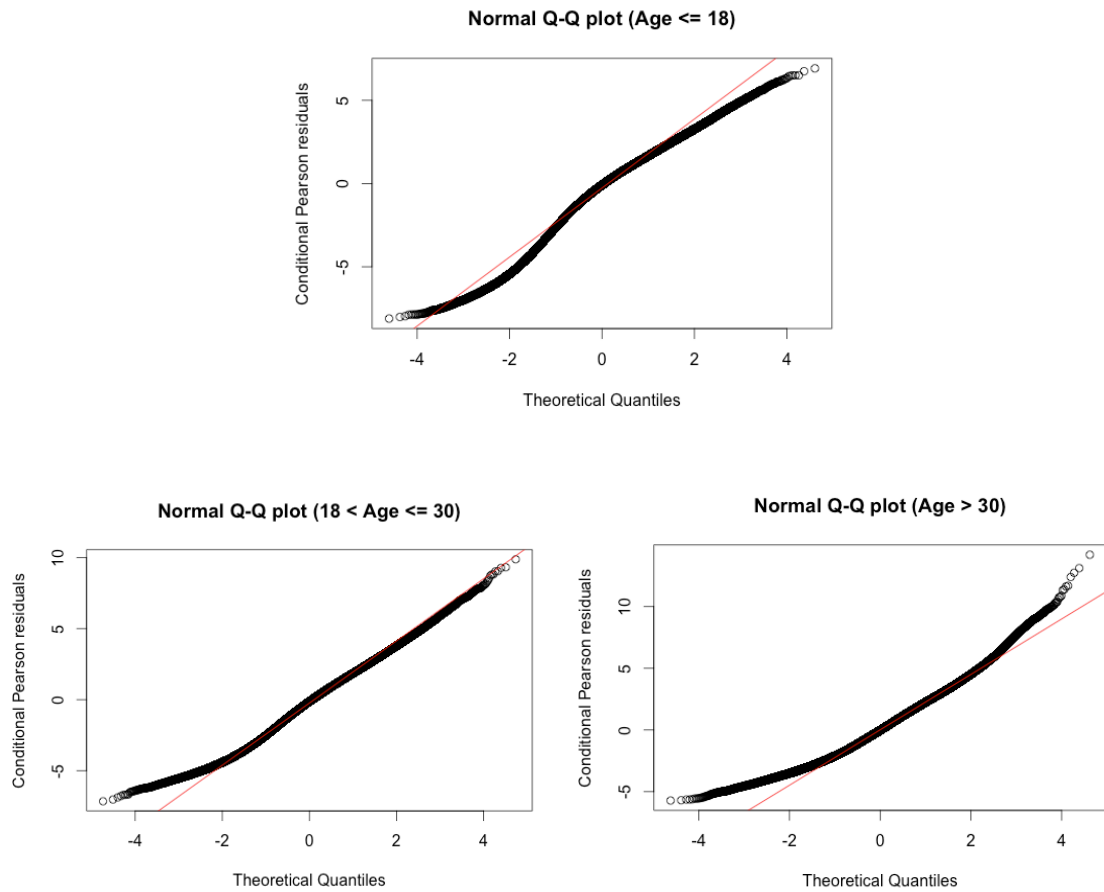 Normal Q-Q plot (Age <= 18)
Conditional Pearson residuals
5
0
-5
-4 -2 0 2 4
Theoretical Quantiles
Normal Q-Q plot (18 < Age <= 30)
Conditional Pearson residuals
10
5
0
-5
-4 -2 0 2 4
Theoretical Quantiles
Normal Q-Q plot (Age > 30)
Conditional Pearson residuals
10
5
0
-5
-4 -2 0 2 4
Theoretical Quantiles